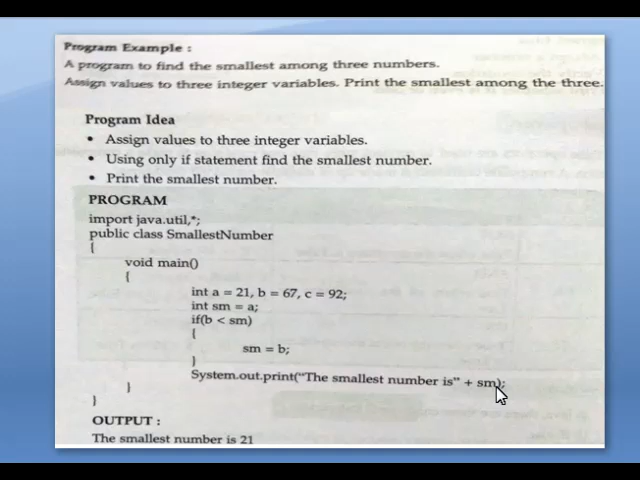 Program Example :
A program to find the smallest among three numbers.
Assign values to three integer variables. Print the smallest among the three.
Program Idea
• Assign values to three integer variables.
• Using only if statement find the smallest number.
• Print the smallest number.
PROGRAM
import java.util,*;
public class SmallestNumber
{
void main()
{
int a = 21, b = 67, c = 92;
int sm = a;
if(b < sm)
{
sm = b;
}
System.out.print("The smallest number is" + sm);
}
}
OUTPUT :
The smallest number is 21